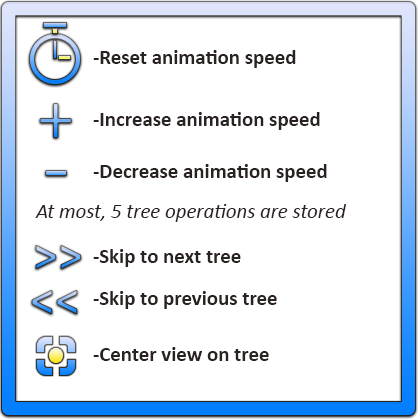 -Reset animation speed
-Increase animation speed
-Decrease animation speed
At most, 5 tree operations are stored
-Skip to next tree
-Skip to previous tree
-Center view on tree